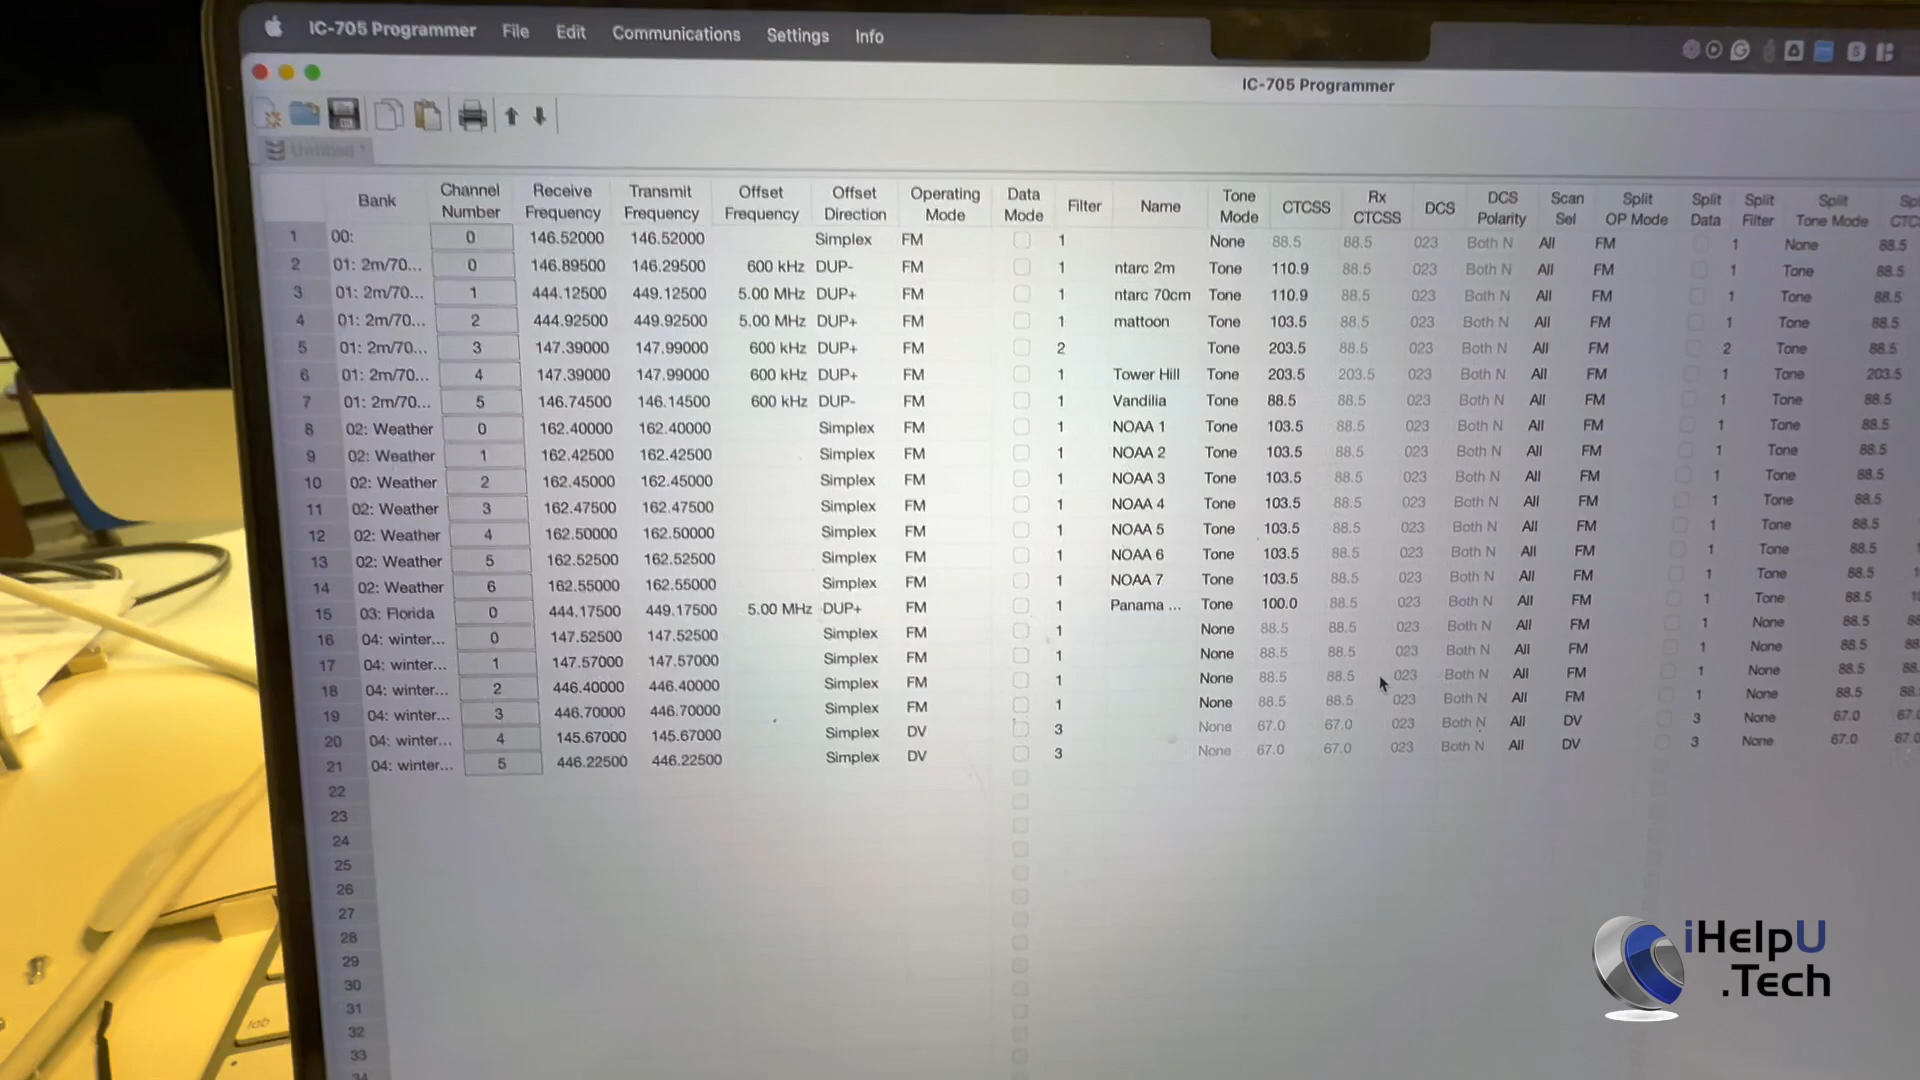 IC-705 Programmer File Edit Communications Settings Info
IC-705 Programmer
Untitled *
Bank Channel Number Receive Frequency Transmit Frequency Offset Frequency Offset Direction Operating Mode Data Mode Filter Name Tone Mode CTCSS Rx CTCSS DCS DCS Polarity Scan Sel Split OP Mode Split Data Split Filter Split Tone Mode
1 00: 0 146.52000 146.52000 Simplex FM 1 None 88.5 88.5 023 Both N All FM 1 None 88.5
2 01: 2m/70... 0 146.89500 146.29500 600 kHz DUP- FM 1 ntarc 2m Tone 110.9 88.5 023 Both N All FM 1 Tone 88.5
3 01: 2m/70... 1 444.12500 449.12500 5.00 MHz DUP+ FM 1 ntarc 70cm Tone 110.9 88.5 023 Both N All FM 1 Tone 88.5
4 01: 2m/70... 2 444.92500 449.92500 5.00 MHz DUP+ FM 1 mattoon Tone 103.5 88.5 023 Both N All FM 1 Tone 88.5
5 01: 2m/70... 3 147.39000 147.99000 600 kHz DUP+ FM 2 Tone 203.5 88.5 023 Both N All FM 2 Tone 88.5
6 01: 2m/70... 4 147.39000 147.99000 600 kHz DUP+ FM 1 Tower Hill Tone 203.5 203.5 023 Both N All FM 1 Tone 203.5
7 01: 2m/70... 5 146.74500 146.14500 600 kHz DUP- FM 1 Vandilia Tone 88.5 88.5 023 Both N All FM 1 Tone 88.5
8 02: Weather 0 162.40000 162.40000 Simplex FM 1 NOAA 1 Tone 103.5 88.5 023 Both N All FM 1 Tone 88.5
9 02: Weather 1 162.42500 162.42500 Simplex FM 1 NOAA 2 Tone 103.5 88.5 023 Both N All FM 1 Tone 88.5
10 02: Weather 2 162.45000 162.45000 Simplex FM 1 NOAA 3 Tone 103.5 88.5 023 Both N All FM 1 Tone 88.5
11 02: Weather 3 162.47500 162.47500 Simplex FM 1 NOAA 4 Tone 103.5 88.5 023 Both N All FM 1 Tone 88.5
12 02: Weather 4 162.50000 162.50000 Simplex FM 1 NOAA 5 Tone 103.5 88.5 023 Both N All FM 1 Tone 88.5
13 02: Weather 5 162.52500 162.52500 Simplex FM 1 NOAA 6 Tone 103.5 88.5 023 Both N All FM 1 Tone 88.5
14 02: Weather 6 162.55000 162.55000 Simplex FM 1 NOAA 7 Tone 103.5 88.5 023 Both N All FM 1 Tone 88.5
15 03: Florida 0 444.17500 449.17500 5.00 MHz DUP+ FM 1 Panama ... Tone 100.0 88.5 023 Both N All FM 1 Tone 88.5
16 04: winter... 0 147.52500 147.52500 Simplex FM 1 None 88.5 88.5 023 Both N All FM 1 None 88.5
17 04: winter... 1 147.57000 147.57000 Simplex FM 1 None 88.5 88.5 023 Both N All FM 1 None 88.5
18 04: winter... 2 446.40000 446.40000 Simplex FM 1 None 88.5 88.5 023 Both N All FM 1 None 88.5
19 04: winter... 3 446.70000 446.70000 Simplex FM 1 None 88.5 88.5 023 Both N All FM 1 None 88.5
20 04: winter... 4 145.67000 145.67000 Simplex DV 3 None 67.0 67.0 023 Both N All DV 3 None 67.0
21 04: winter... 5 446.22500 446.22500 Simplex DV 3 None 67.0 67.0 023 Both N All DV 3 None 67.0
22
23
24
25
26
27
28
29
30
31
32
33
tab
iHelpU
.Tech